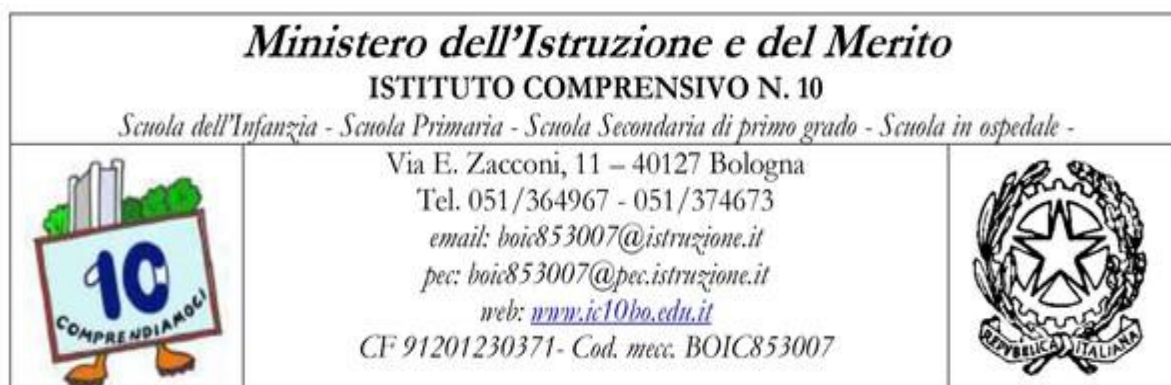 Ministero dell'Istruzione e del Merito
ISTITUTO COMPRENSIVO N. 10
Scuola dell'Infanzia - Scuola Primaria - Scuola Secondaria di primo grado - Scuola in ospedale -
10
COMPRENDIAMOCI
Via E. Zacconi, 11 – 40127 Bologna
Tel. 051/364967 - 051/374673
email: boic853007@istruzione.it
pec: boic853007@pec.istruzione.it
web: www.ic10bo.edu.it
CF 91201230371- Cod. mecc. BOIC853007
REPVBBLICA ITALIANA